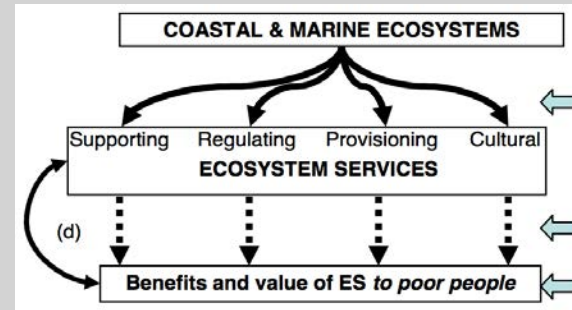 COASTAL & MARINE ECOSYSTEMS
Supporting Regulating Provisioning Cultural
ECOSYSTEM SERVICES
(d)
Benefits and value of ES to poor people